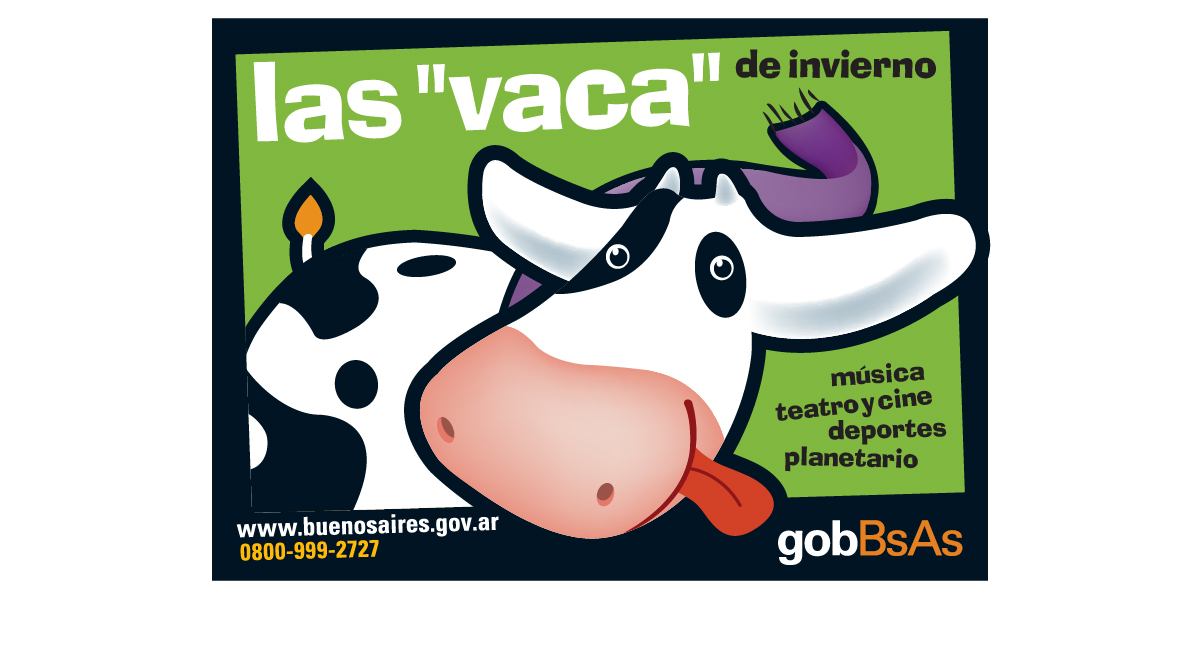 las "vaca" de invierno
música
teatro y cine
deportes
planetario
www.buenosaires.gov.ar
0800-999-2727
gobBsAs